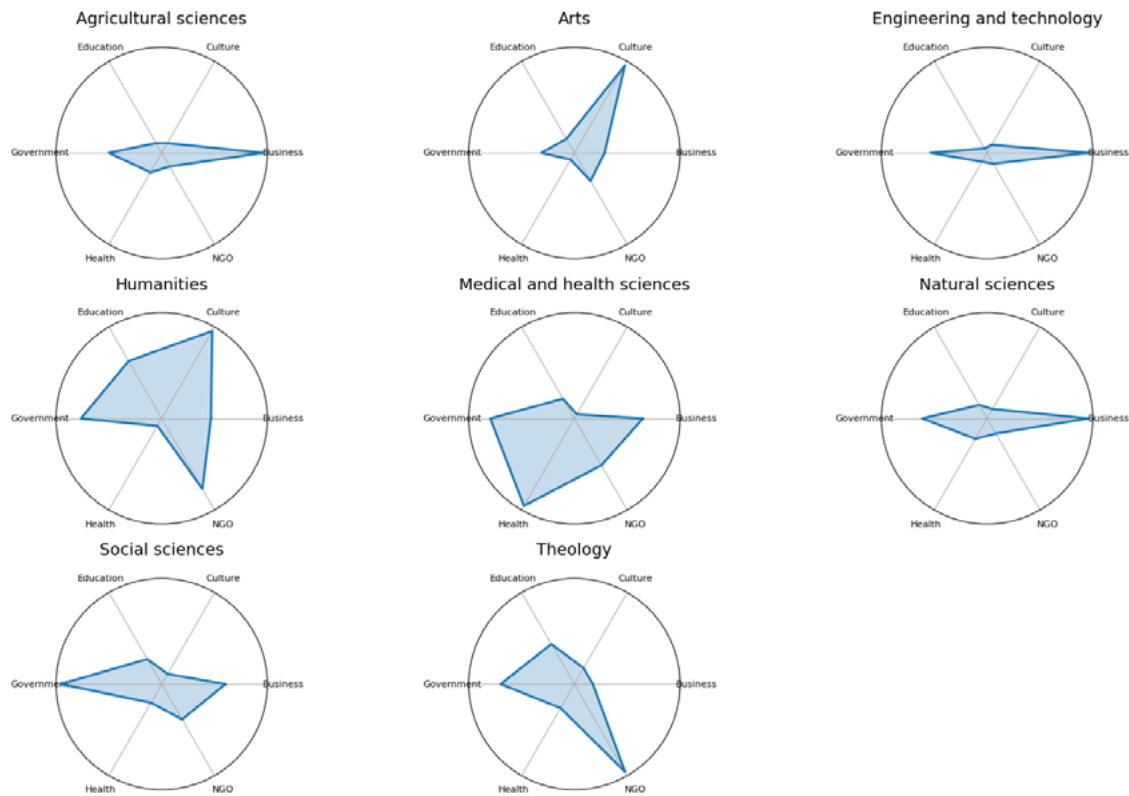 Agricultural sciences
Education
Culture
Government
Business
Health
NGO
Arts
Education
Culture
Government
Business
Health
NGO
Engineering and technology
Education
Culture
Government
Business
Health
NGO
Humanities
Education
Culture
Government
Business
Health
NGO
Medical and health sciences
Education
Culture
Government
Business
Health
NGO
Natural sciences
Education
Culture
Government
Business
Health
NGO
Social sciences
Education
Culture
Government
Business
Health
NGO
Theology
Education
Culture
Government
Business
Health
NGO